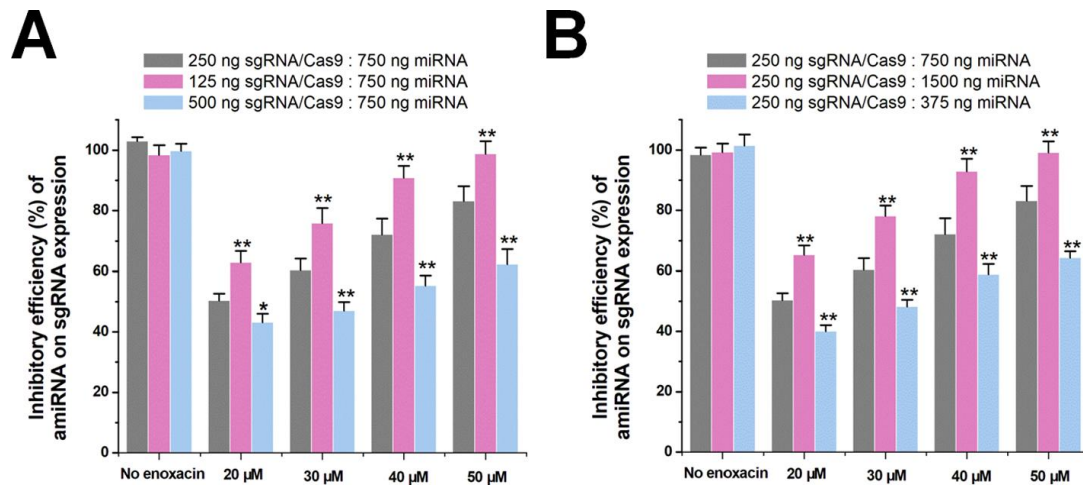 A
250 ng sgRNA/Cas9 : 750 ng miRNA
125 ng sgRNA/Cas9 : 750 ng miRNA
500 ng sgRNA/Cas9 : 750 ng miRNA
Inhibitory efficiency (%) of
amiRNA on sgRNA expression
100
80
60
40
20
0
**
*
**
**
**
**
**
**
No enoxacin 20 µM 30 µM 40 µM 50 µM
B
250 ng sgRNA/Cas9 : 750 ng miRNA
250 ng sgRNA/Cas9 : 1500 ng miRNA
250 ng sgRNA/Cas9 : 375 ng miRNA
Inhibitory efficiency (%) of
amiRNA on sgRNA expression
100
80
60
40
20
0
**
**
**
**
**
**
**
**
No enoxacin 20 µM 30 µM 40 µM 50 µM